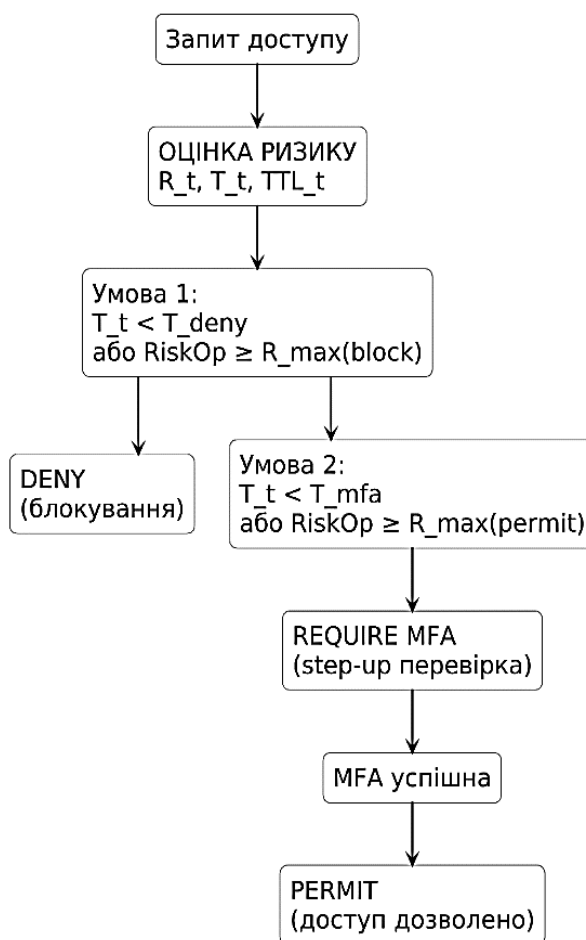 Запит доступу
ОЦІНКА РИЗИКУ
R_t, T_t, TTL_t
Умова 1:
T_t < T_deny
або RiskOp ≥ R_max(block)
DENY
(блокування)
Умова 2:
T_t < T_mfa
або RiskOp ≥ R_max(permit)
REQUIRE MFA
(step-up перевірка)
MFA успішна
PERMIT
(доступ дозволено)